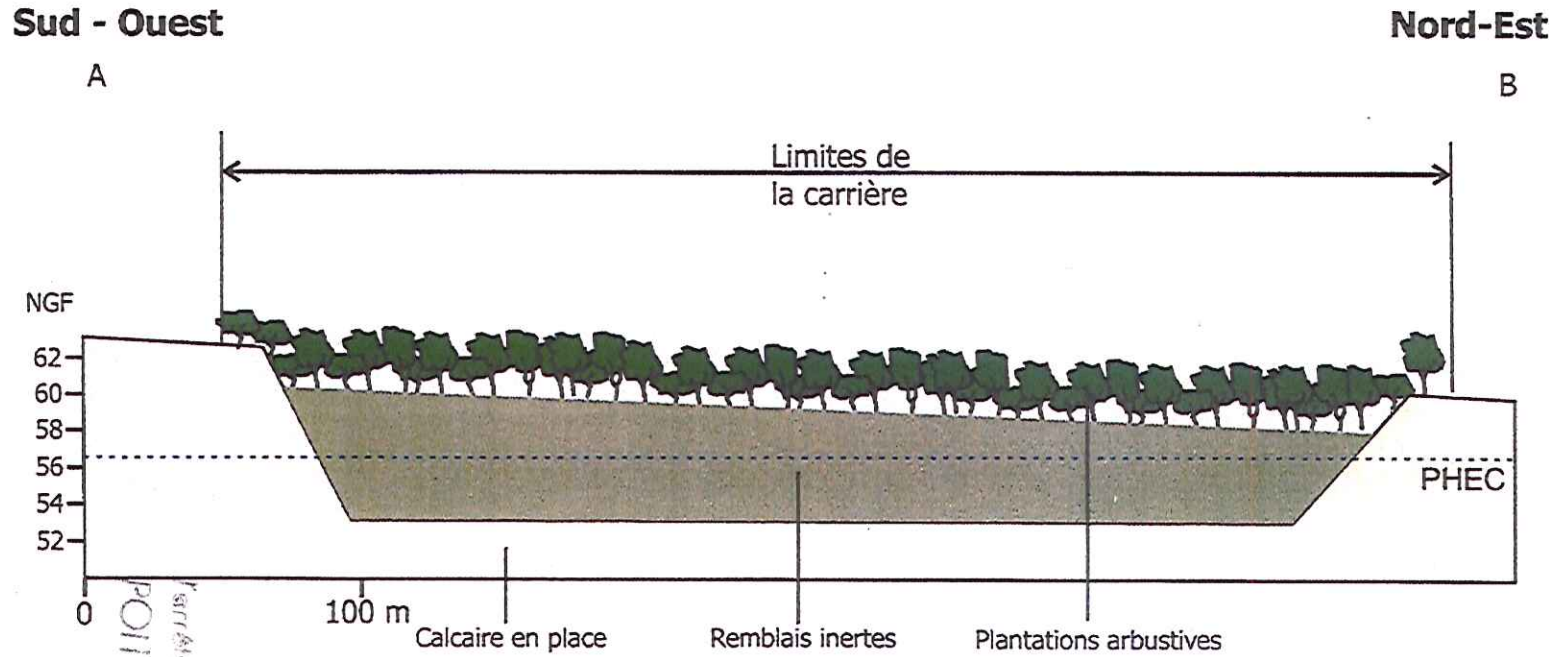 Sud - Ouest
Nord-Est
A
B
Limites de
la carrière
NGF
62
60
58
56
54
52
PHEC
0
100 m
Calcaire en place
Remblais inertes
Plantations arbustives